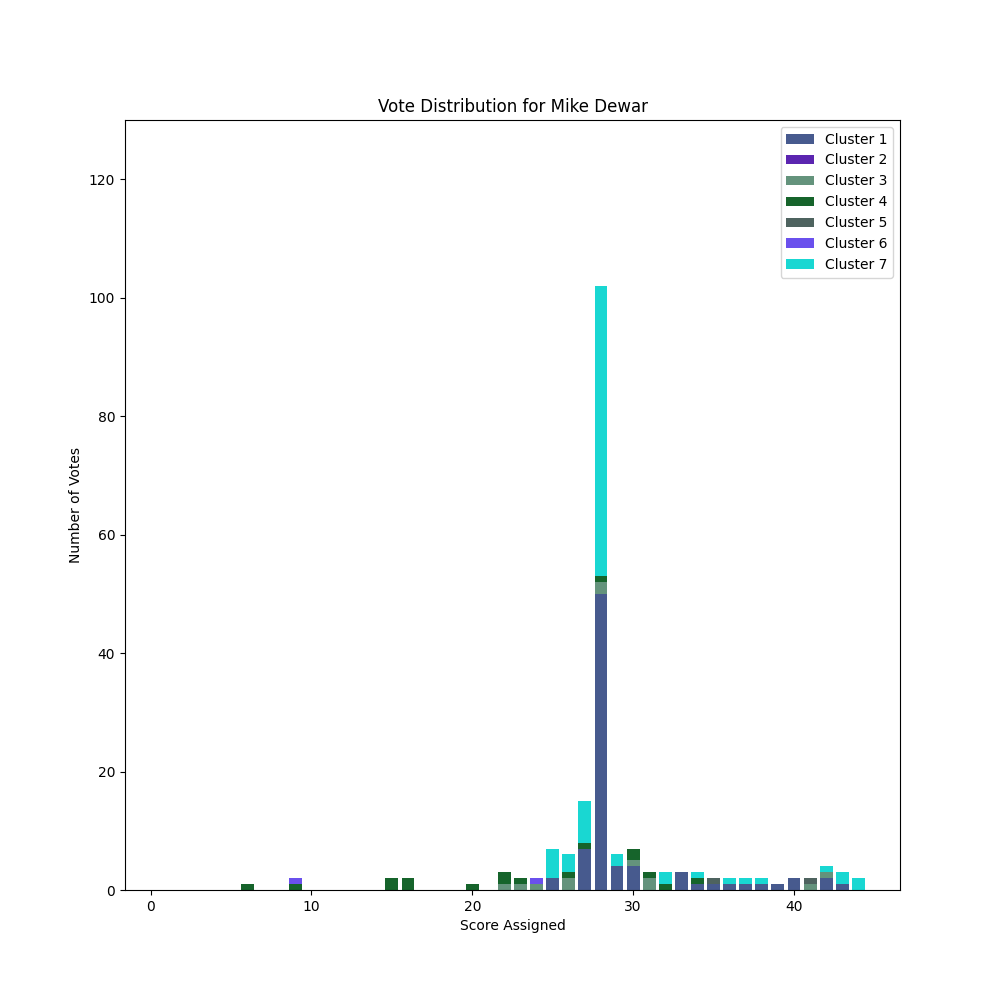 Vote Distribution for Mike Dewar
Cluster 1
Cluster 2
Cluster 3
Cluster 4
Cluster 5
Cluster 6
Cluster 7
120
100
80
60
40
20
0
Number of Votes
0 10 20 30 40
Score Assigned